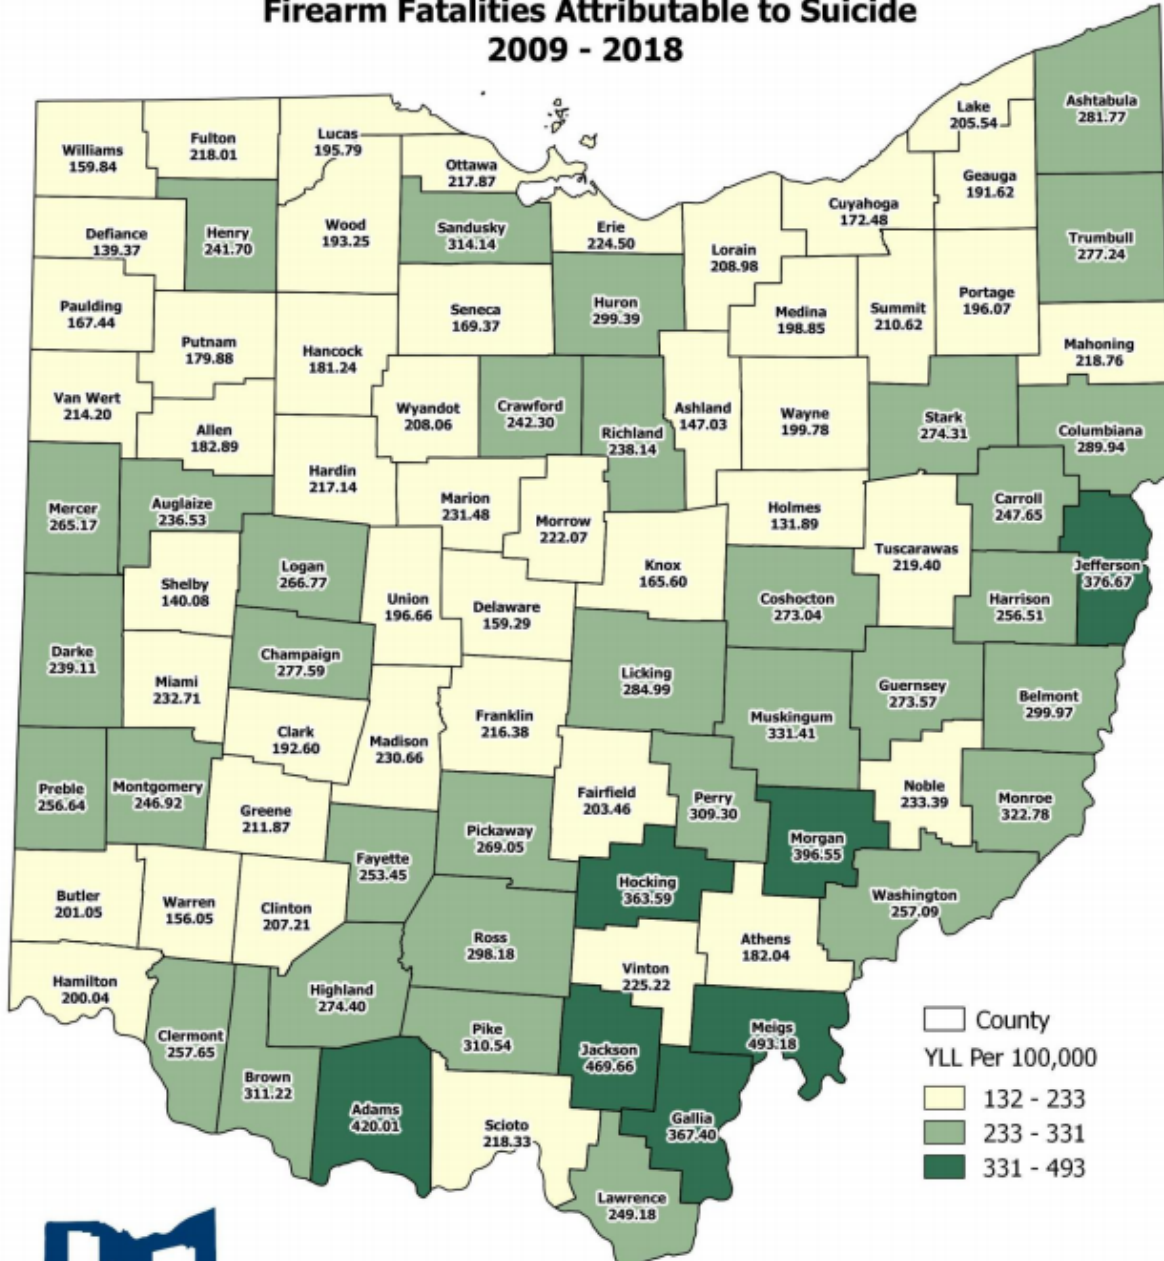 Firearm Fatalities Attributable to Suicide
2009 - 2018
Williams
159.84
Fulton
218.01
Lucas
195.79
Ottawa
217.87
Lake
205.54
Ashtabula
281.77
Geauga
191.62
Cuyahoga
172.48
Defiance
139.37
Henry
241.70
Wood
193.25
Sandusky
314.14
Erie
224.50
Lorain
208.98
Trumbull
277.24
Paulding
167.44
Putnam
179.88
Hancock
181.24
Seneca
169.37
Huron
299.39
Medina
198.85
Summit
210.62
Portage
196.07
Mahoning
218.76
Van Wert
214.20
Allen
182.89
Wyandot
208.06
Crawford
242.30
Richland
238.14
Ashland
147.03
Wayne
199.78
Stark
274.31
Columbiana
289.94
Mercer
265.17
Auglaize
236.53
Hardin
217.14
Marion
231.48
Morrow
222.07
Holmes
131.89
Carroll
247.65
Tuscarawas
219.40
Jefferson
376.67
Shelby
140.08
Logan
266.77
Union
196.66
Delaware
159.29
Knox
165.60
Coshocton
273.04
Harrison
256.51
Darke
239.11
Miami
232.71
Champaign
277.59
Licking
284.99
Muskingum
331.41
Guernsey
273.57
Belmont
299.97
Clark
192.60
Madison
230.66
Franklin
216.38
Preble
256.64
Montgomery
246.92
Greene
211.87
Fairfield
203.46
Perry
309.30
Noble
233.39
Monroe
322.78
Fayette
253.45
Pickaway
269.05
Morgan
396.55
Butler
201.05
Warren
156.05
Clinton
207.21
Hocking
363.59
Washington
257.09
Ross
298.18
Athens
182.04
Hamilton
200.04
Highland
274.40
Vinton
225.22
Clermont
257.65
Pike
310.54
Jackson
469.66
Meigs
493.18
Brown
311.22
Adams
420.01
Scioto
218.33
Gallia
367.40
Lawrence
249.18
County
YLL Per 100,000
132 - 233
233 - 331
331 - 493